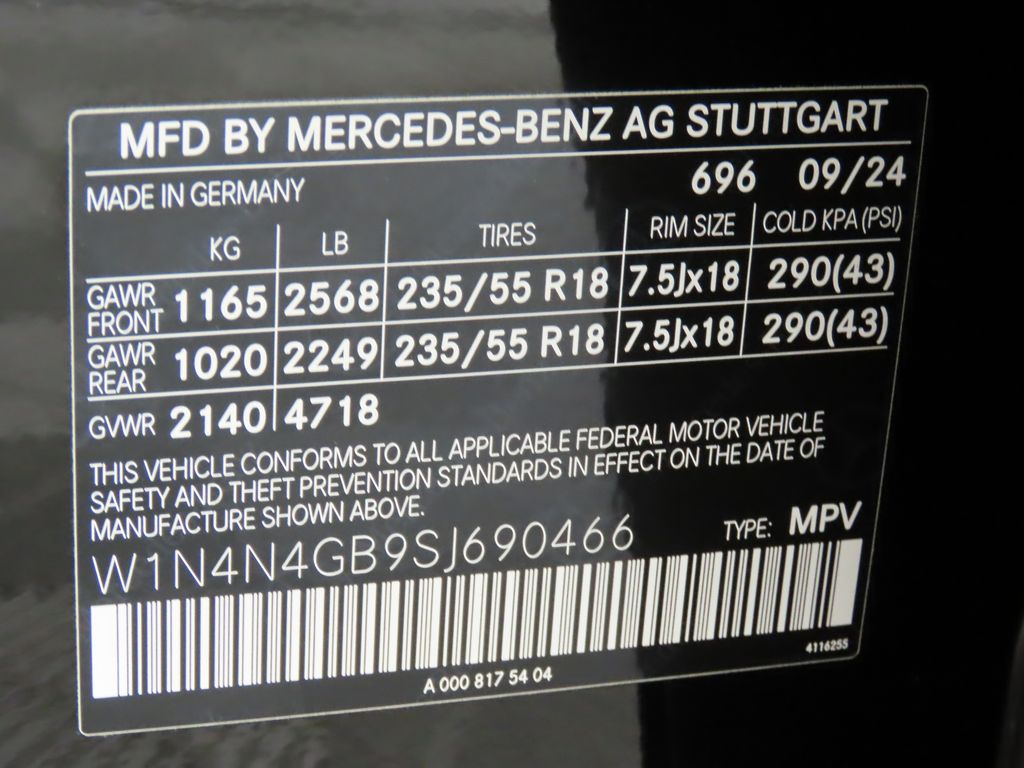 MFD BY MERCEDES-BENZ AG STUTTGART
MADE IN GERMANY 696 09/24
KG LB TIRES RIM SIZE COLD KPA (PSI)
GAWR FRONT 1165 2568 235/55 R18 7.5Jx18 290(43)
GAWR REAR 1020 2249 235/55 R18 7.5Jx18 290(43)
GVWR 2140 4718
THIS VEHICLE CONFORMS TO ALL APPLICABLE FEDERAL MOTOR VEHICLE
SAFETY AND THEFT PREVENTION STANDARDS IN EFFECT ON THE DATE OF
MANUFACTURE SHOWN ABOVE.
W1N4N4GB9SJ690466 TYPE: MPV
4116255
A 000 817 54 04